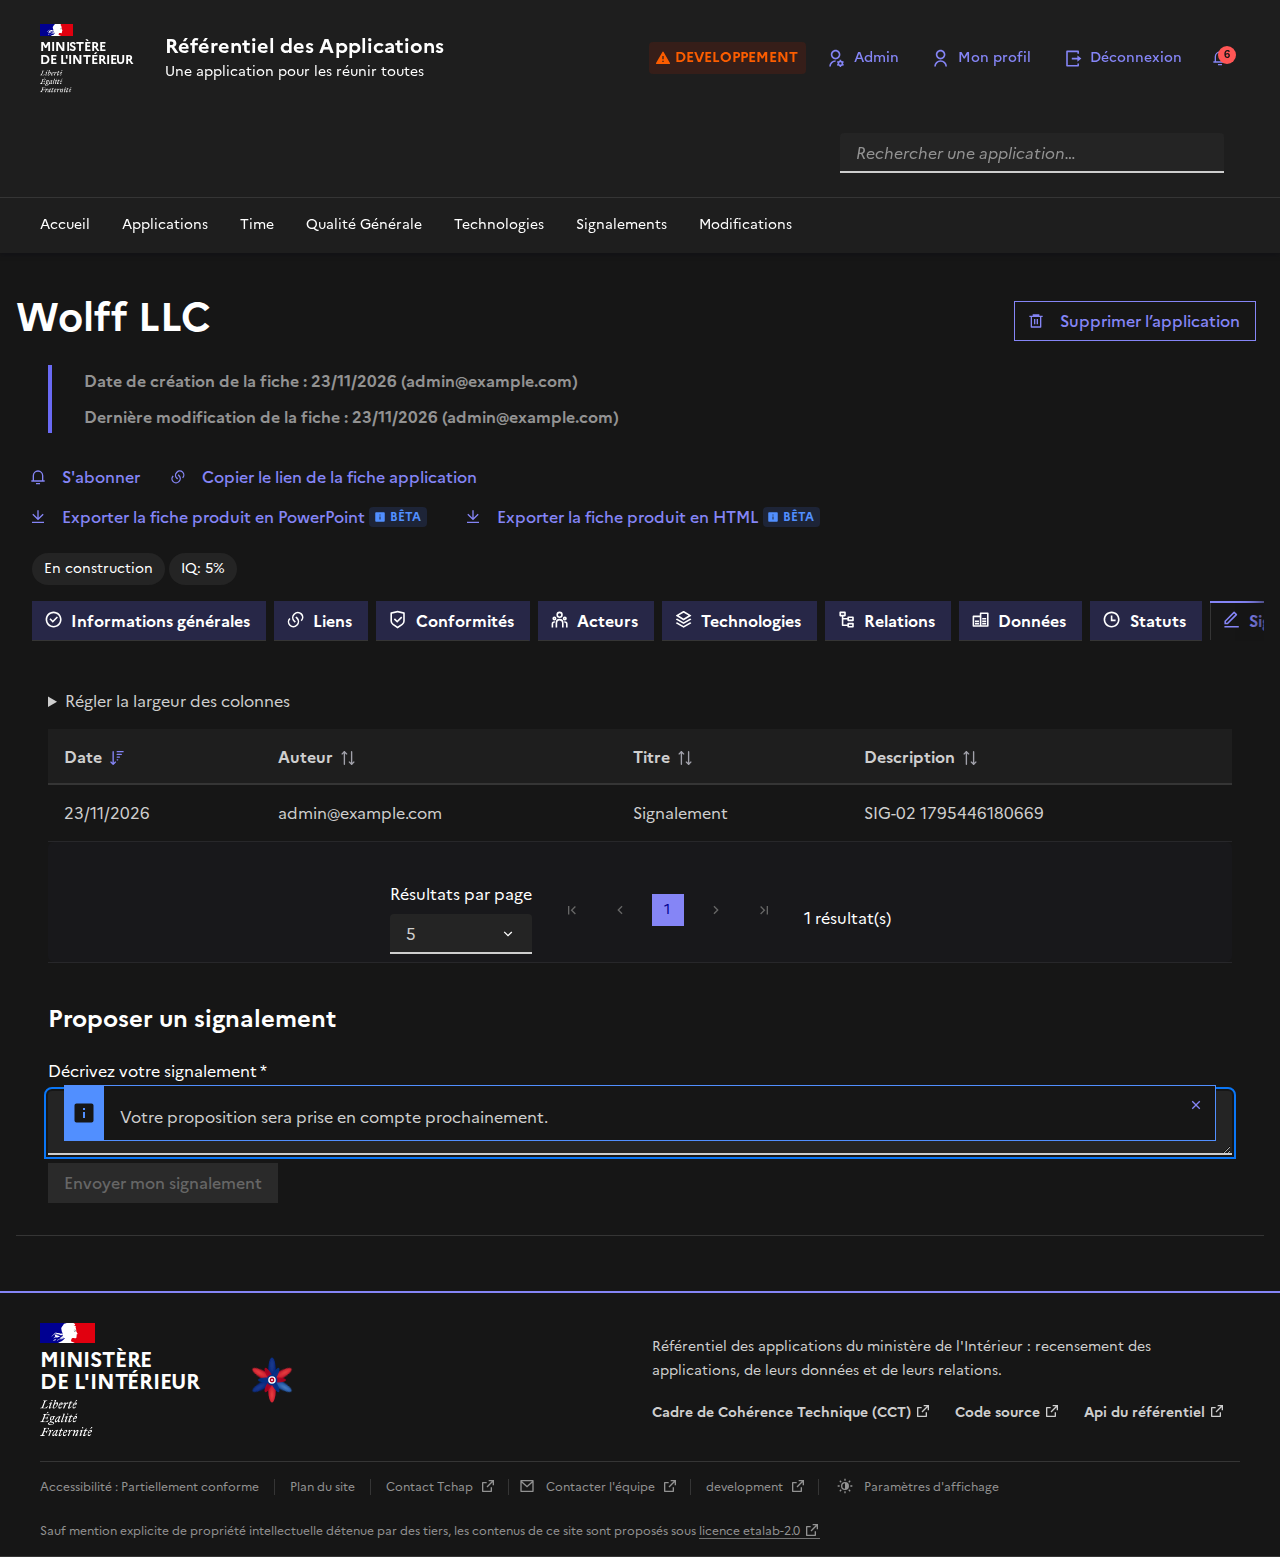 MINISTÈRE
DE L'INTÉRIEUR
Liberté
Égalité
Fraternité
Référentiel des Applications
Une application pour les réunir toutes
DEVELOPPEMENT
Admin
Mon profil
Déconnexion
6
Rechercher une application…
Accueil
Applications
Time
Qualité Générale
Technologies
Signalements
Modifications
Wolff LLC
Supprimer l’application
Date de création de la fiche : 23/11/2026 (admin@example.com)
Dernière modification de la fiche : 23/11/2026 (admin@example.com)
S'abonner
Copier le lien de la fiche application
Exporter la fiche produit en PowerPoint BÊTA
Exporter la fiche produit en HTML BÊTA
En construction
IQ: 5%
Informations générales
Liens
Conformités
Acteurs
Technologies
Relations
Données
Statuts
Régler la largeur des colonnes
Date Auteur Titre Description
23/11/2026 admin@example.com Signalement SIG-02 1795446180669
Résultats par page
5
1
1 résultat(s)
Proposer un signalement
Décrivez votre signalement *
Votre proposition sera prise en compte prochainement.
Envoyer mon signalement
MINISTÈRE
DE L'INTÉRIEUR
Liberté
Égalité
Fraternité
Référentiel des applications du ministère de l'Intérieur : recensement des
applications, de leurs données et de leurs relations.
Cadre de Cohérence Technique (CCT)
Code source
Api du référentiel
Accessibilité : Partiellement conforme
Plan du site
Contact Tchap
Contacter l'équipe
development
Paramètres d'affichage
Sauf mention explicite de propriété intellectuelle détenue par des tiers, les contenus de ce site sont proposés sous licence etalab-2.0